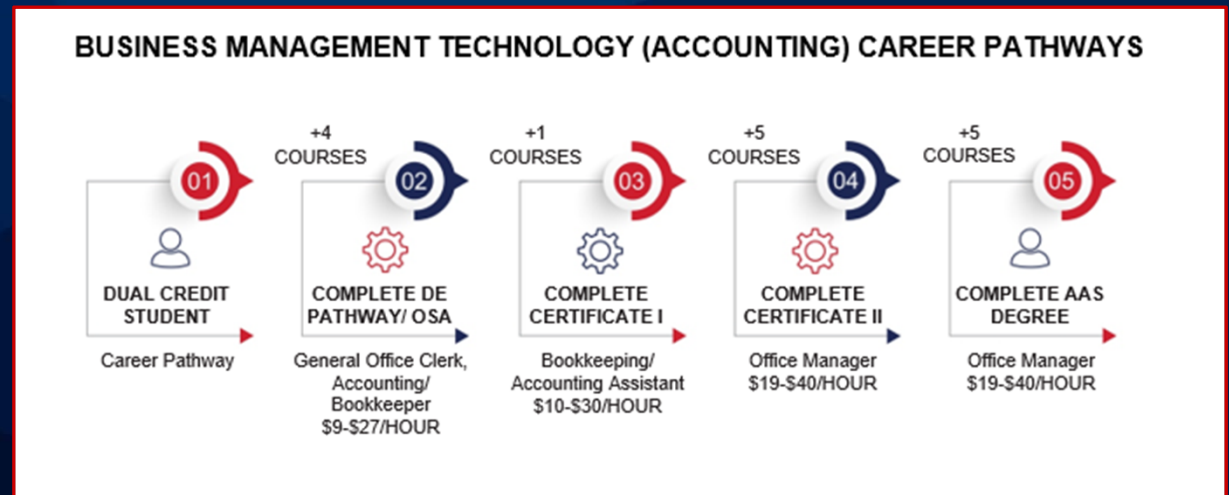 BUSINESS MANAGEMENT TECHNOLOGY (ACCOUNTING) CAREER PATHWAYS
01
DUAL CREDIT
STUDENT
Career Pathway
+4
COURSES
02
COMPLETE DE
PATHWAY/ OSA
General Office Clerk,
Accounting/
Bookkeeper
$9-$27/HOUR
+1
COURSES
03
COMPLETE
CERTIFICATE I
Bookkeeping/
Accounting Assistant
$10-$30/HOUR
+5
COURSES
04
COMPLETE
CERTIFICATE II
Office Manager
$19-$40/HOUR
+5
COURSES
05
COMPLETE AAS
DEGREE
Office Manager
$19-$40/HOUR